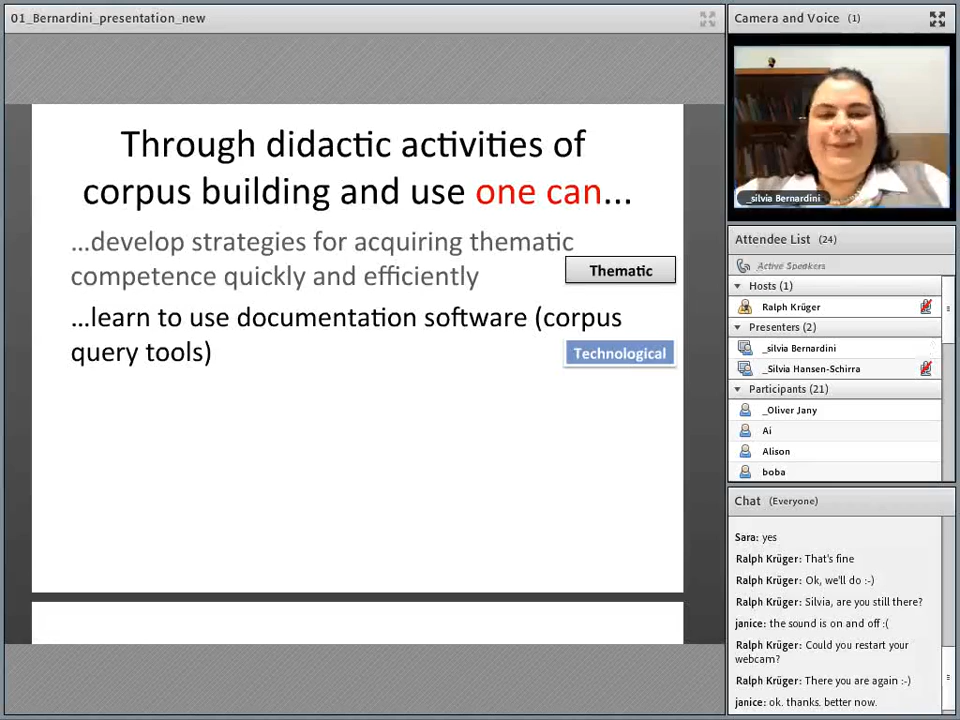 01_Bernardini_presentation_new
Through didactic activities of
corpus building and use one can...
...develop strategies for acquiring thematic
competence quickly and efficiently
Thematic
...learn to use documentation software (corpus
query tools)
Technological
Camera and Voice (1)
_silvia Bernardini
Attendee List (24)
Active Speakers
Hosts (1)
Ralph Krüger
Presenters (2)
_silvia Bernardini
_Silvia Hansen-Schirra
Participants (21)
_Oliver Jany
Ai
Alison
boba
Chat (Everyone)
Sara: yes
Ralph Krüger: That's fine
Ralph Krüger: Ok, we'll do :-)
Ralph Krüger: Silvia, are you still there?
janice: the sound is on and off :(
Ralph Krüger: Could you restart your
webcam?
Ralph Krüger: There you are again :-)
janice: ok. thanks. better now.